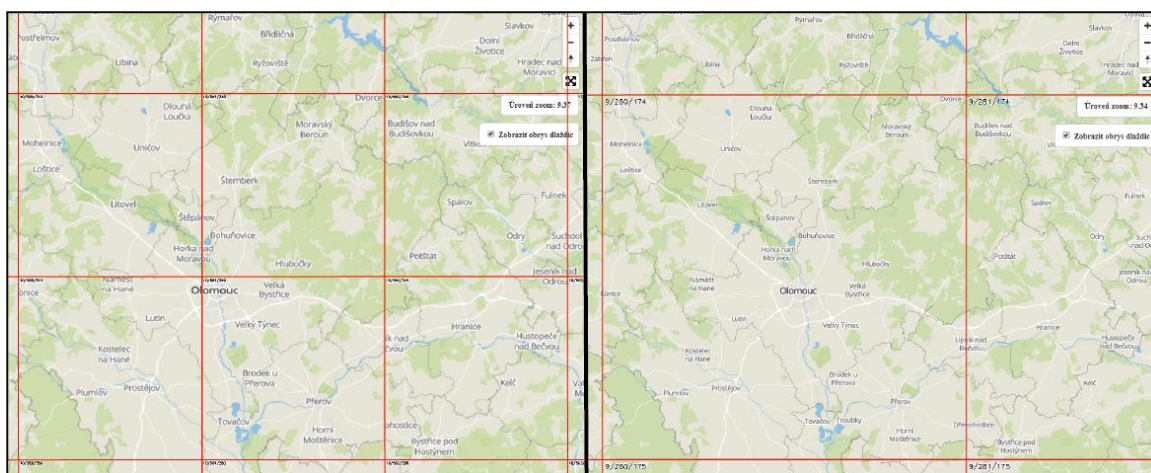 Rýmařov
Postřelmov
Břidličná
Slavkov
Libina
Ryžoviště
Dolní
Životice
Hradec nad
Moravicí
Dvorce
Úroveň zoom: 9.37
Dlouhá
Loučka
Moravský
Beroun
Budišov nad
Budišovkou
Zobrazit obrys dlaždic
Mohelnice
Uničov
Loštice
Šternberk
Fulnek
Litovel
Štěpánov
Spálov
Bohuňovice
Odry
Horka nad
Moravou
Hlubočky
Potštát
Jeseník nad
Odrou
Náměšť
na Hané
Olomouc
Velká
Bystřice
Lutín
Velký Týnec
Hranice
Hustopeče
nad Bečvou
Kostelec
na Hané
Brodek u
Přerova
Kelč
Plumlov
Prostějov
Přerov
Tovačov
Horní
Moštěnice
Bystřice pod
Hostýnem
Rýmařov
Břidličná
Slavkov
Postřelmov
Libina
Ryžoviště
Dolní
Životice
Hradec nad
Moravicí
9/280/174
Dvorce
9/281/174
Úroveň zoom: 9.34
Dlouhá
Loučka
Moravský
Beroun
Budišov nad
Budišovkou
Zobrazit obrys dlaždic
Mohelnice
Uničov
Loštice
Šternberk
Fulnek
Litovel
Štěpánov
Spálov
Bohuňovice
Odry
Horka nad
Moravou
Hlubočky
Potštát
Jeseník nad
Odrou
Náměšť
na Hané
Olomouc
Velká
Bystřice
Lutín
Velký Týnec
Hranice
Lipník nad
Bečvou
Hustopeče
nad Bečvou
Kostelec
na Hané
Brodek u
Přerova
Kelč
Plumlov
Prostějov
Přerov
Tovačov
Troubky
Horní
Moštěnice
Dřevohostice
Bystřice pod
Hostýnem
9/280/175
9/281/175